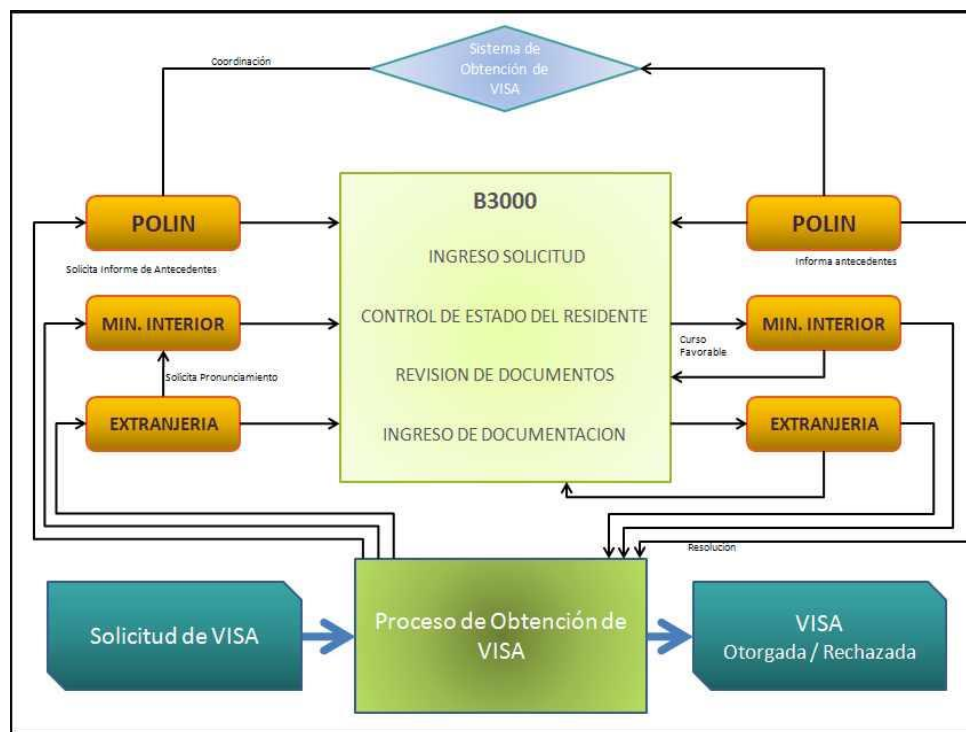 Sistema de
Obtención de
VISA
Coordinación
B3000
POLIN
POLIN
INGRESO SOLICITUD
Solicita Informe de Antecedentes
Informa antecedentes
MIN. INTERIOR
CONTROL DE ESTADO DEL RESIDENTE
MIN. INTERIOR
Curso
Favorable
Solicita Pronunciamiento
REVISION DE DOCUMENTOS
EXTRANJERIA
INGRESO DE DOCUMENTACION
EXTRANJERIA
Resolución
Solicitud de VISA
Proceso de Obtención de
VISA
VISA
Otorgada / Rechazada